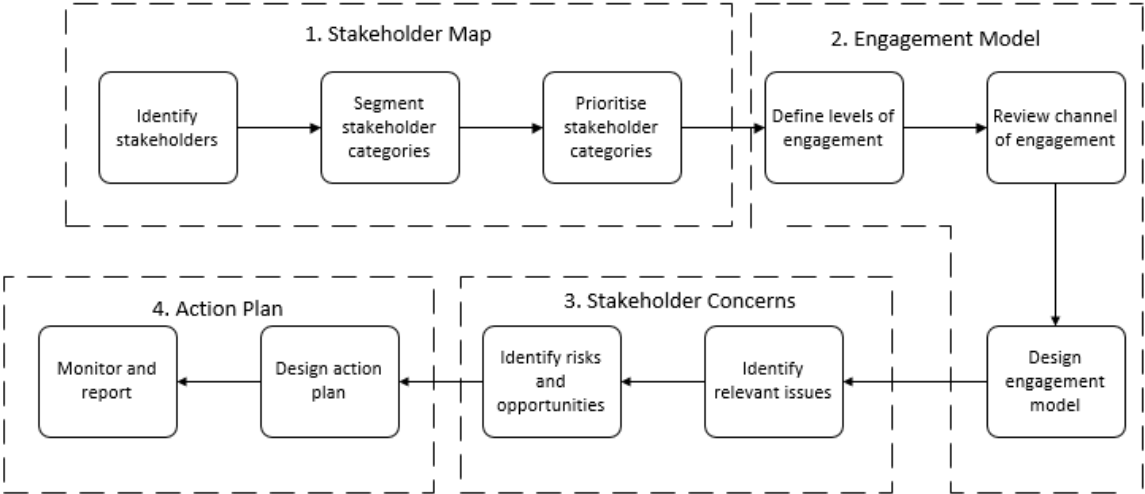 1. Stakeholder Map
2. Engagement Model
Identify
stakeholders
Segment
stakeholder
categories
Prioritise
stakeholder
categories
Define levels of
engagement
Review channel
of engagement
Design
engagement
model
3. Stakeholder Concerns
Identify
relevant issues
Identify risks
and
opportunities
4. Action Plan
Design action
plan
Monitor and
report